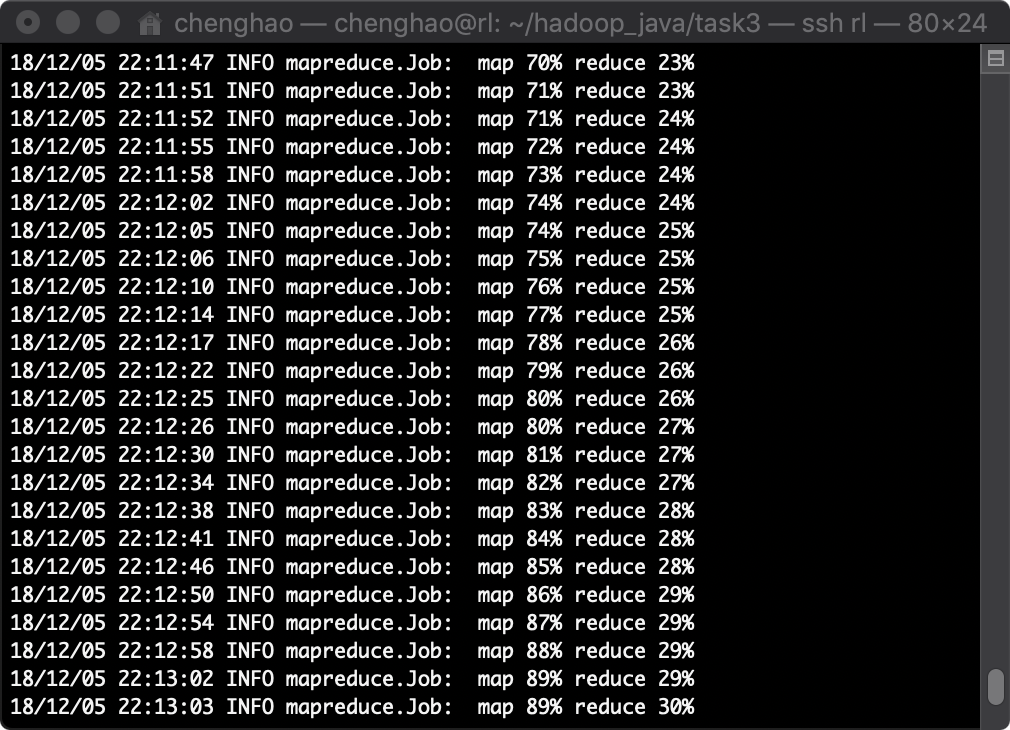 chenghao — chenghao@rl: ~/hadoop_java/task3 — ssh rl — 80×24
18/12/05 22:11:47 INFO mapreduce.Job:  map 70% reduce 23%
18/12/05 22:11:51 INFO mapreduce.Job:  map 71% reduce 23%
18/12/05 22:11:52 INFO mapreduce.Job:  map 71% reduce 24%
18/12/05 22:11:55 INFO mapreduce.Job:  map 72% reduce 24%
18/12/05 22:11:58 INFO mapreduce.Job:  map 73% reduce 24%
18/12/05 22:12:02 INFO mapreduce.Job:  map 74% reduce 24%
18/12/05 22:12:05 INFO mapreduce.Job:  map 74% reduce 25%
18/12/05 22:12:06 INFO mapreduce.Job:  map 75% reduce 25%
18/12/05 22:12:10 INFO mapreduce.Job:  map 76% reduce 25%
18/12/05 22:12:14 INFO mapreduce.Job:  map 77% reduce 25%
18/12/05 22:12:17 INFO mapreduce.Job:  map 78% reduce 26%
18/12/05 22:12:22 INFO mapreduce.Job:  map 79% reduce 26%
18/12/05 22:12:25 INFO mapreduce.Job:  map 80% reduce 26%
18/12/05 22:12:26 INFO mapreduce.Job:  map 80% reduce 27%
18/12/05 22:12:30 INFO mapreduce.Job:  map 81% reduce 27%
18/12/05 22:12:34 INFO mapreduce.Job:  map 82% reduce 27%
18/12/05 22:12:38 INFO mapreduce.Job:  map 83% reduce 28%
18/12/05 22:12:41 INFO mapreduce.Job:  map 84% reduce 28%
18/12/05 22:12:46 INFO mapreduce.Job:  map 85% reduce 28%
18/12/05 22:12:50 INFO mapreduce.Job:  map 86% reduce 29%
18/12/05 22:12:54 INFO mapreduce.Job:  map 87% reduce 29%
18/12/05 22:12:58 INFO mapreduce.Job:  map 88% reduce 29%
18/12/05 22:13:02 INFO mapreduce.Job:  map 89% reduce 29%
18/12/05 22:13:03 INFO mapreduce.Job:  map 89% reduce 30%